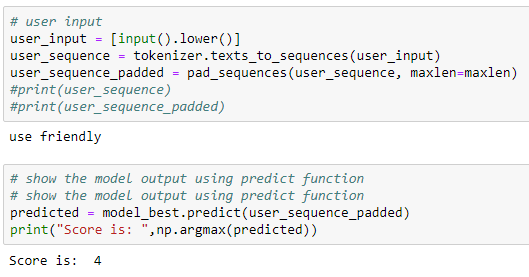 # user input
user_input = [input().lower()]
user_sequence = tokenizer.texts_to_sequences(user_input)
user_sequence_padded = pad_sequences(user_sequence, maxlen=maxlen)
#print(user_sequence)
#print(user_sequence_padded)
use friendly
# show the model output using predict function
# show the model output using predict function
predicted = model_best.predict(user_sequence_padded)
print("Score is: ",np.argmax(predicted))
Score is:  4